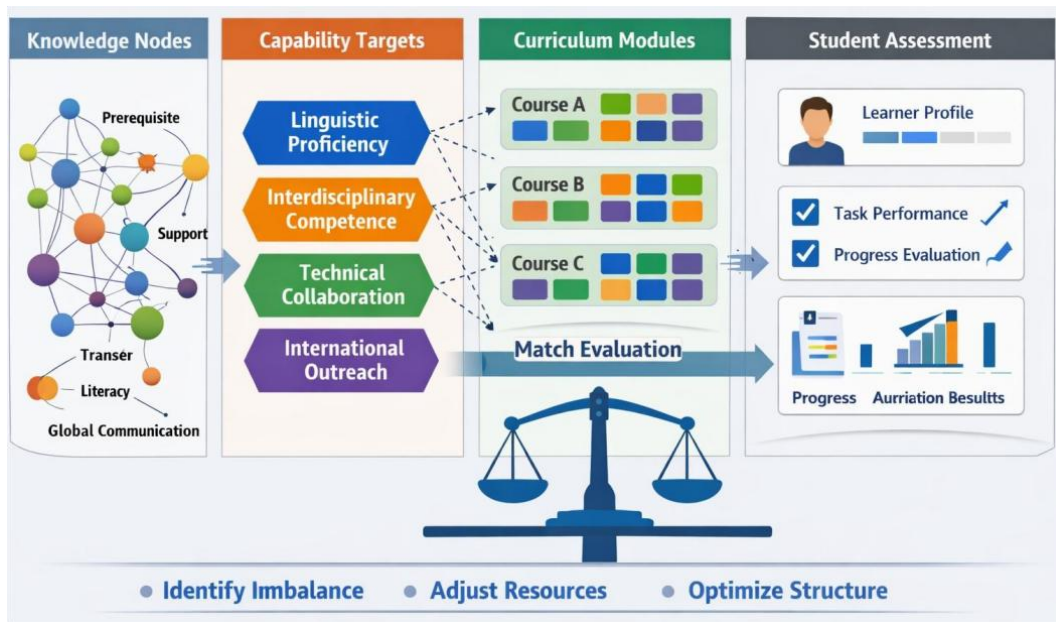 Knowledge Nodes
Prerequisite
Support
Transér
Literacy
Global Communication
Capability Targets
Linguistic
Proficiency
Interdisciplinary
Competence
Technical
Collaboration
International
Outreach
Curriculum Modules
Course A
Course B
Course C
Match Evaluation
Student Assessment
Learner Profile
Task Performance
Progress Evaluation
Progress
Aurriation Besultts
• Identify Imbalance
• Adjust Resources
• Optimize Structure